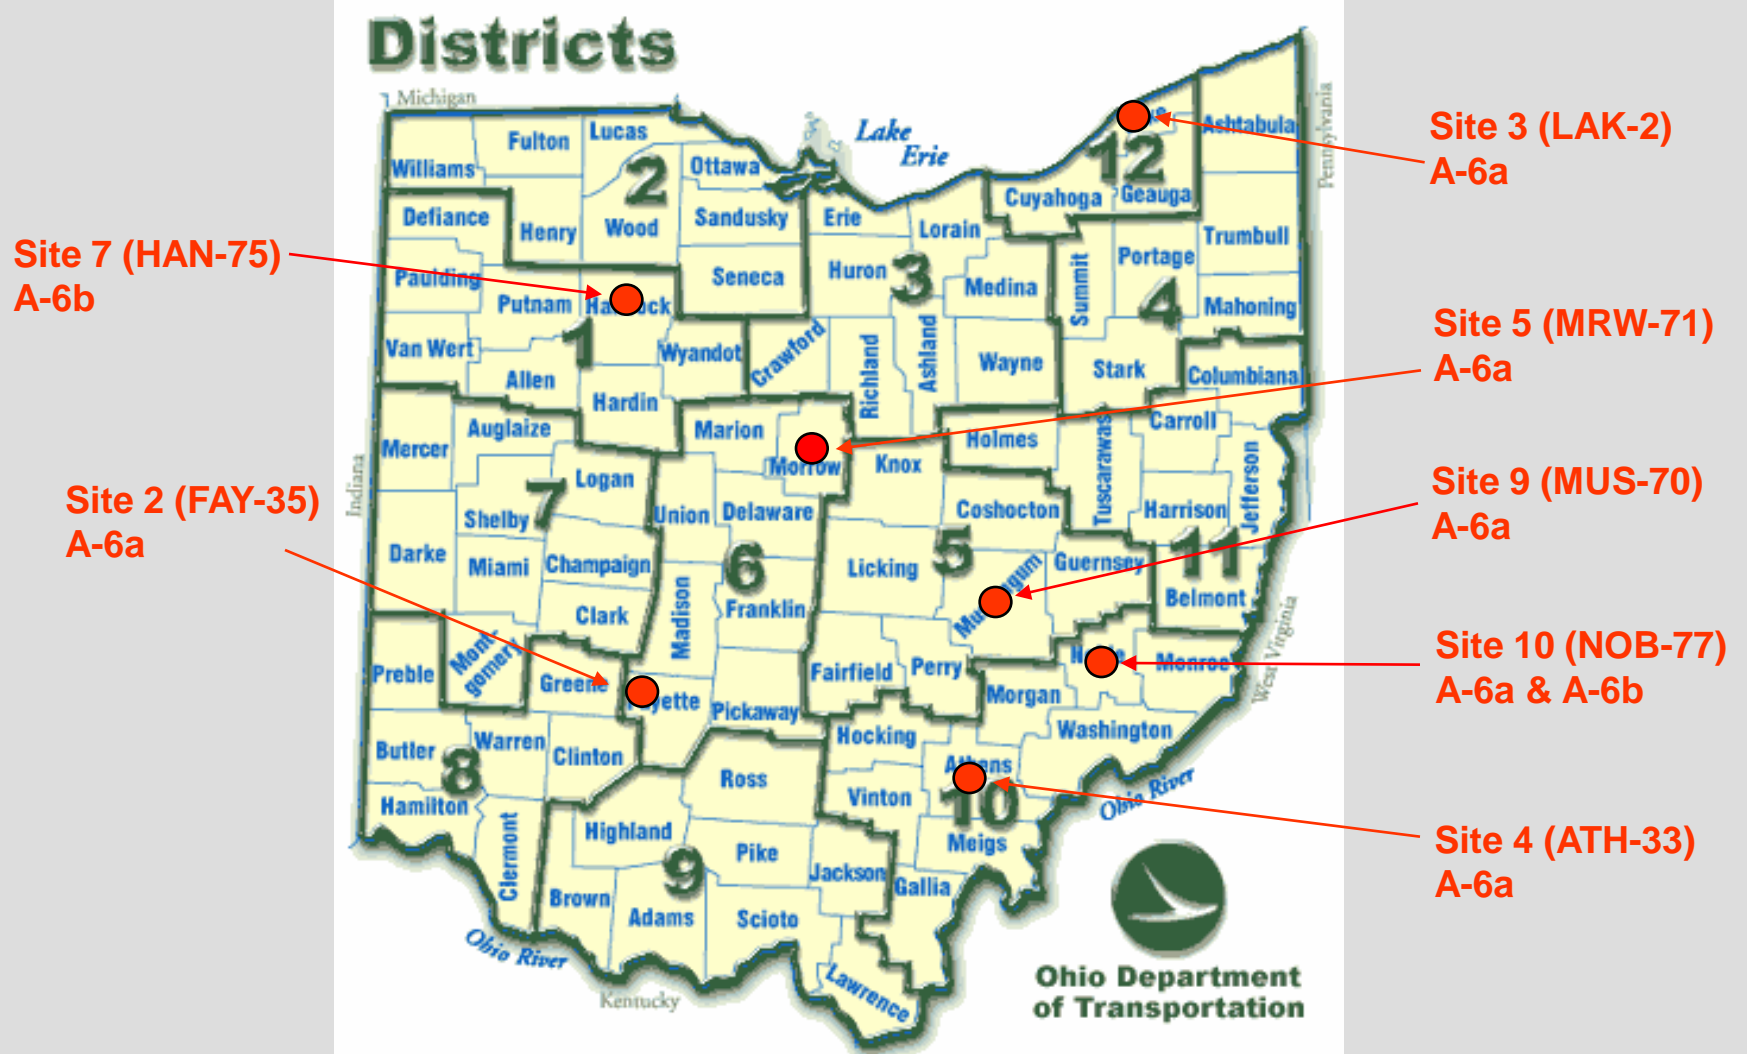 Districts
Michigan
Lake
Erie
Pennsylvania
Indiana
West Virginia
Ohio River
Ohio River
Kentucky
Williams
Fulton
Lucas
Ottawa
2
Defiance
Henry
Wood
Sandusky
Erie
Lorain
Cuyahoga
12
Geauga
Ashtabula
Paulding
Putnam
Seneca
Huron
3
Medina
Summit
Portage
4
Trumbull
Mahoning
Van Wert
1
Allen
Hardin
Wyandot
Crawford
Richland
Ashland
Wayne
Stark
Columbiana
Mercer
Auglaize
Marion
Morrow
Knox
Holmes
Tuscarawas
Carroll
Jefferson
7
Logan
Shelby
Union
Delaware
Coshocton
Harrison
Darke
Miami
Champaign
6
Licking
5
Guernsey
11
Belmont
Clark
Madison
Franklin
Preble
Mont-
gomery
Greene
Pickaway
Fairfield
Perry
Morgan
Monroe
Butler
Warren
Clinton
8
Ross
Hocking
Washington
Hamilton
Clermont
Highland
Pike
Vinton
10
Meigs
Brown
9
Adams
Scioto
Jackson
Gallia
Lawrence
Site 3 (LAK-2)
A-6a
Site 7 (HAN-75)
A-6b
Site 5 (MRW-71)
A-6a
Site 2 (FAY-35)
A-6a
Site 9 (MUS-70)
A-6a
Site 10 (NOB-77)
A-6a & A-6b
Site 4 (ATH-33)
A-6a
Ohio Department
of Transportation